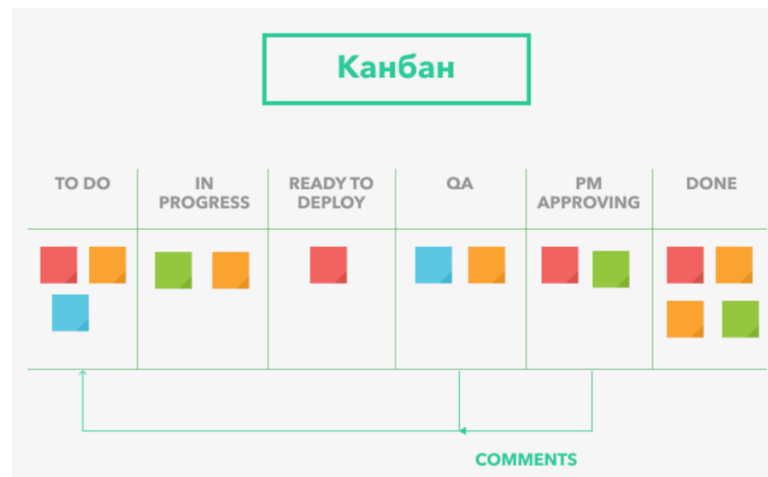 Канбан
TO DO
IN
PROGRESS
READY TO
DEPLOY
QA
PM
APPROVING
DONE
COMMENTS